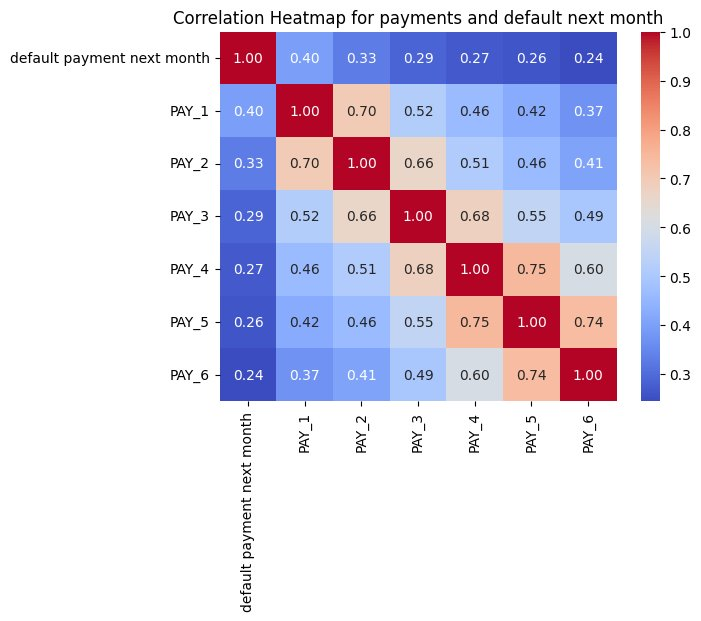 Correlation Heatmap for payments and default next month
default payment next month 1.00 0.40 0.33 0.29 0.27 0.26 0.24
PAY_1 0.40 1.00 0.70 0.52 0.46 0.42 0.37
PAY_2 0.33 0.70 1.00 0.66 0.51 0.46 0.41
PAY_3 0.29 0.52 0.66 1.00 0.68 0.55 0.49
PAY_4 0.27 0.46 0.51 0.68 1.00 0.75 0.60
PAY_5 0.26 0.42 0.46 0.55 0.75 1.00 0.74
PAY_6 0.24 0.37 0.41 0.49 0.60 0.74 1.00
default payment next month
PAY_1
PAY_2
PAY_3
PAY_4
PAY_5
PAY_6
1.0
0.9
0.8
0.7
0.6
0.5
0.4
0.3